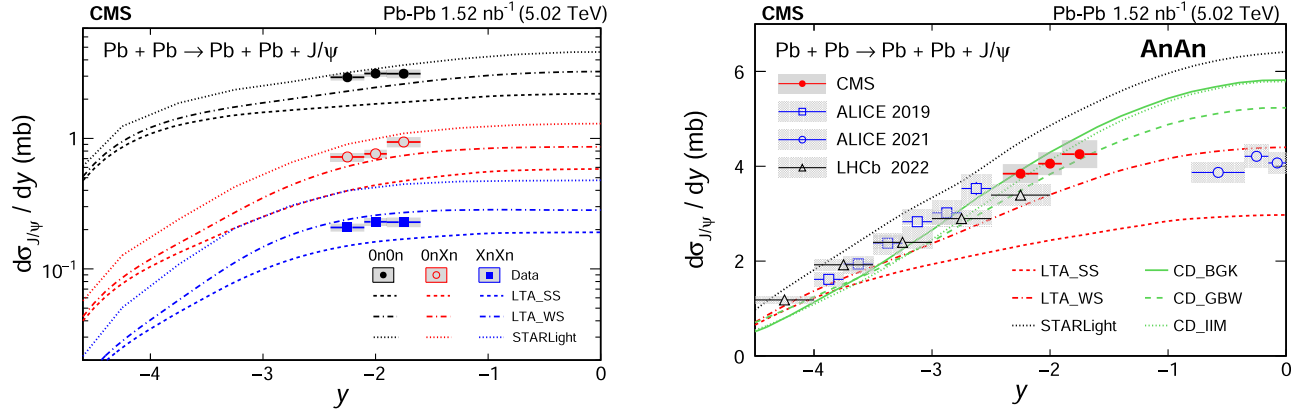 CMS Pb-Pb 1.52 nb⁻¹ (5.02 TeV)
Pb + Pb → Pb + Pb + J/ψ
dσ_J/ψ / dy (mb)
1
10⁻¹
0n0n 0nXn XnXn
Data
LTA_SS
LTA_WS
STARLight
−4 −3 −2 −1 0
y
CMS Pb-Pb 1.52 nb⁻¹ (5.02 TeV)
Pb + Pb → Pb + Pb + J/ψ AnAn
CMS
ALICE 2019
ALICE 2021
LHCb 2022
dσ_J/ψ / dy (mb)
6
4
2
0
LTA_SS CD_BGK
LTA_WS CD_GBW
STARLight CD_IIM
−4 −3 −2 −1 0
y